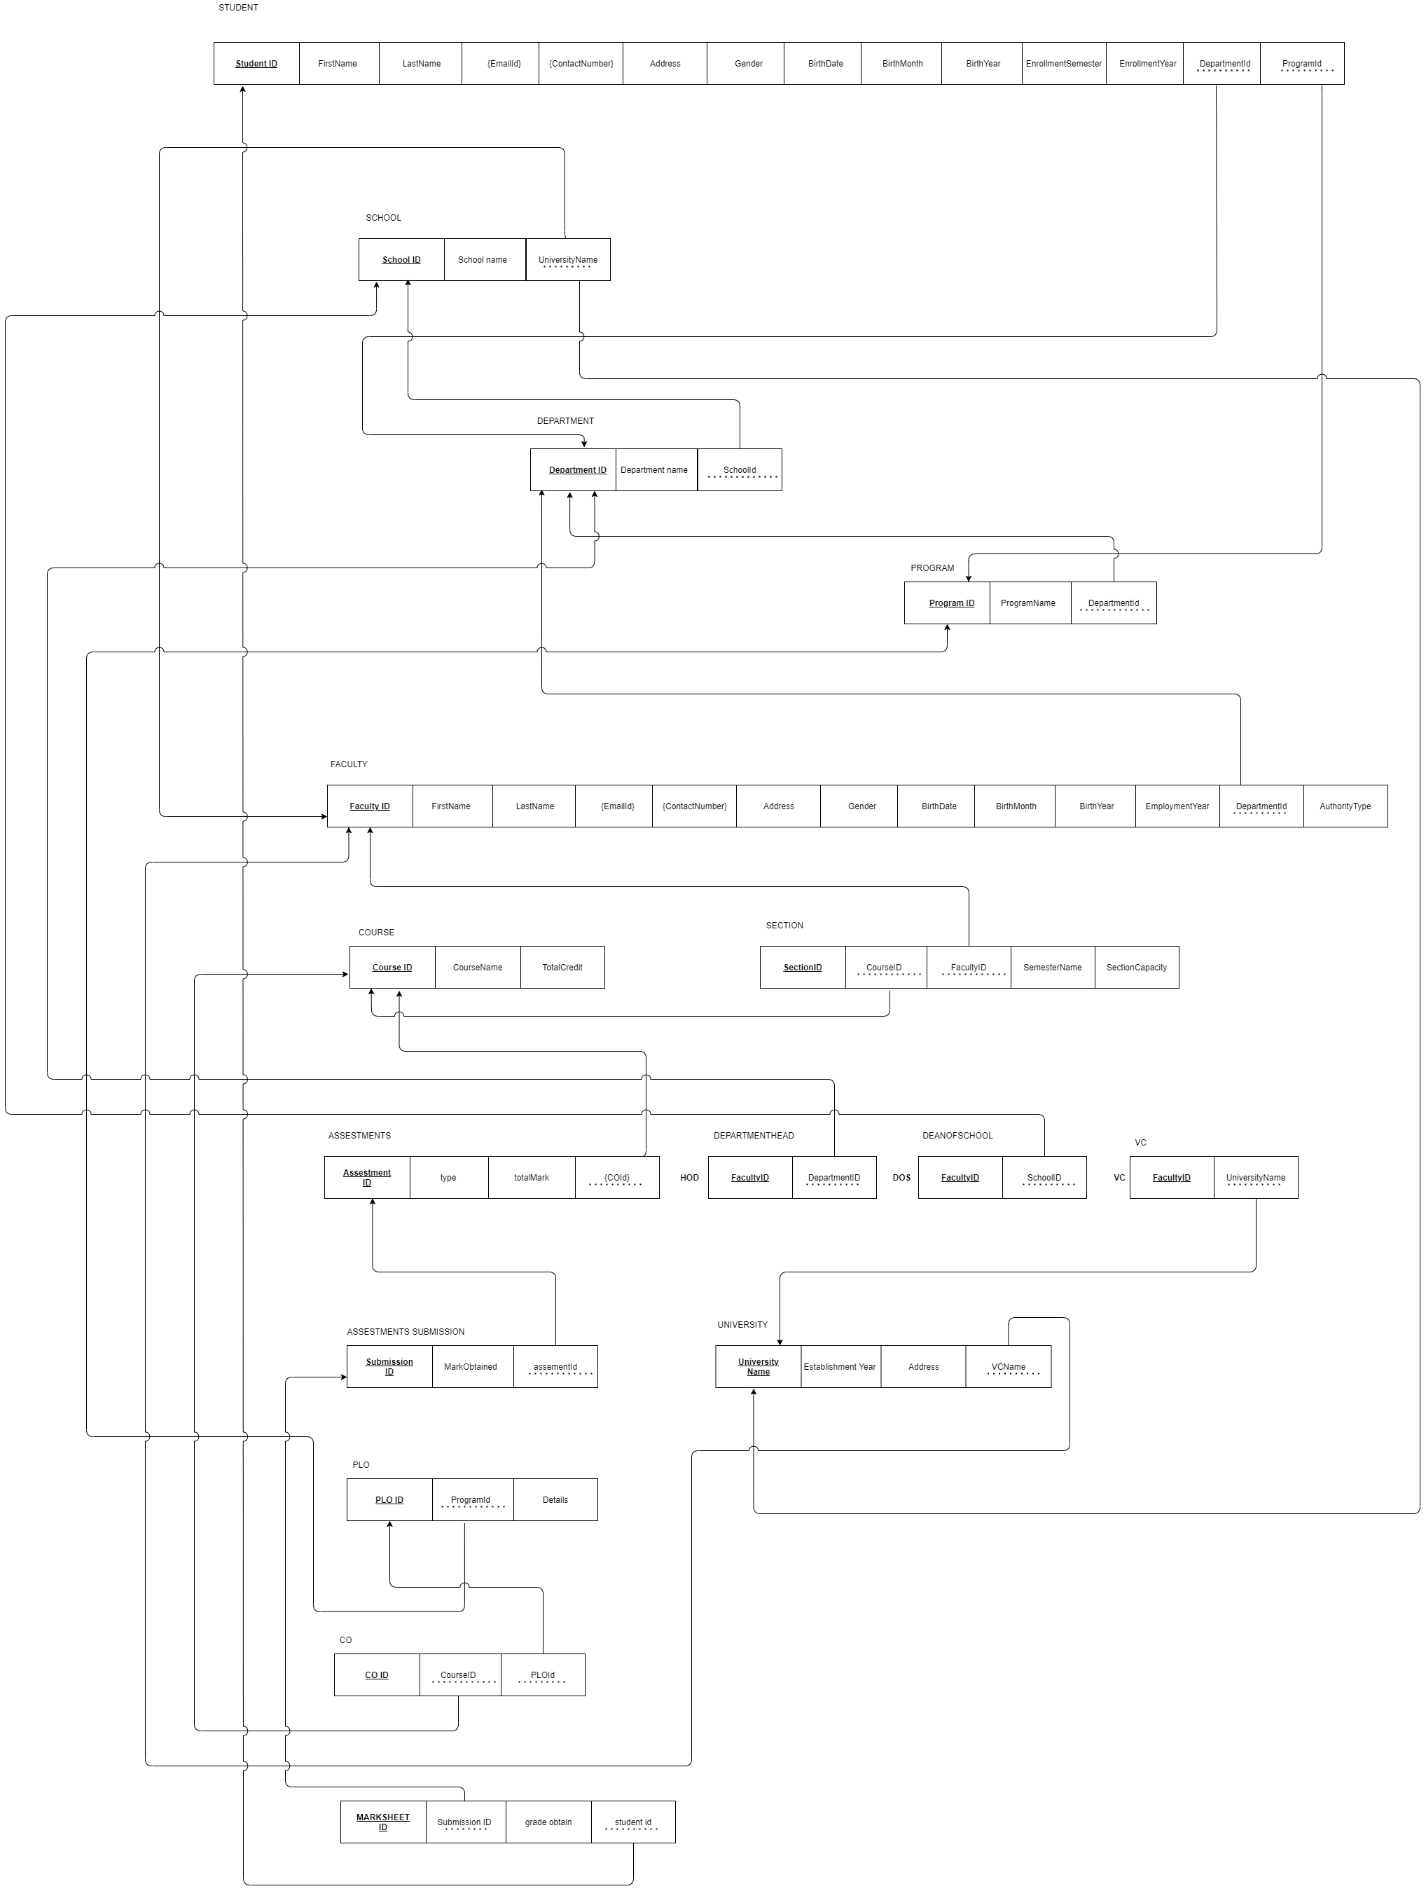 STUDENT
Student ID FirstName LastName {EmailId} {ContactNumber} Address Gender BirthDate BirthMonth BirthYear EnrollmentSemester EnrollmentYear DepartmentId ProgramId
SCHOOL
School ID School name UniversityName
DEPARTMENT
Department ID Department name SchoolId
PROGRAM
Program ID ProgramName DepartmentId
FACULTY
Faculty ID FirstName LastName {EmailId} {ContactNumber} Address Gender BirthDate BirthMonth BirthYear EmploymentYear DepartmentId AuthorityType
COURSE
Course ID CourseName TotalCredit
SECTION
SectionID CourseID FacultyID SemesterName SectionCapacity
ASSESTMENTS
Assestment
ID
type totalMark {COId}
DEPARTMENTHEAD
HOD FacultyID DepartmentID
DEANOFSCHOOL
DOS FacultyID SchoolID
VC
VC FacultyID UniversityName
ASSESTMENTS SUBMISSION
Submission
ID
MarkObtained assementId
UNIVERSITY
University
Name
Establishment Year Address VCName
PLO
PLO ID ProgramId Details
CO
CO ID CourseID PLOId
MARKSHEET
ID
Submission ID grade obtain student id